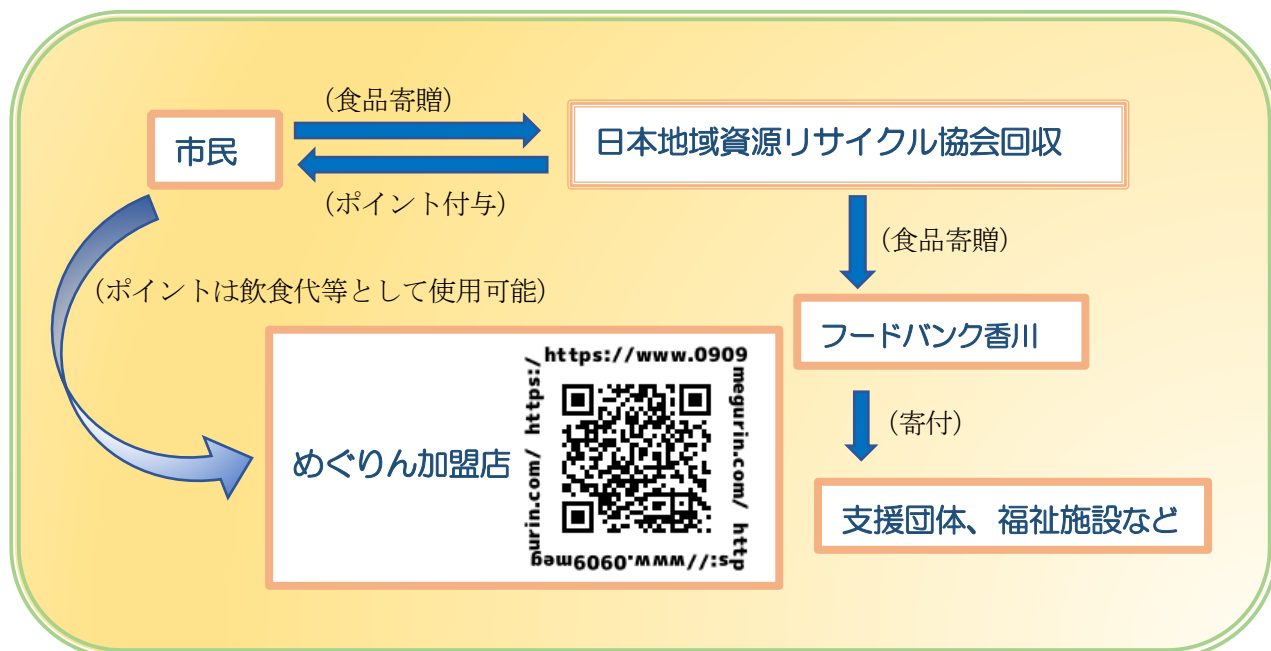 (食品寄贈)
市民
日本地域資源リサイクル協会回収
(ポイント付与)
(食品寄贈)
(ポイントは飲食代等として使用可能)
フードバンク香川
https://www.0909megurin.com/ https://www.0909megurin.com/ https:/
(寄付)
めぐりん加盟店
支援団体、福祉施設など